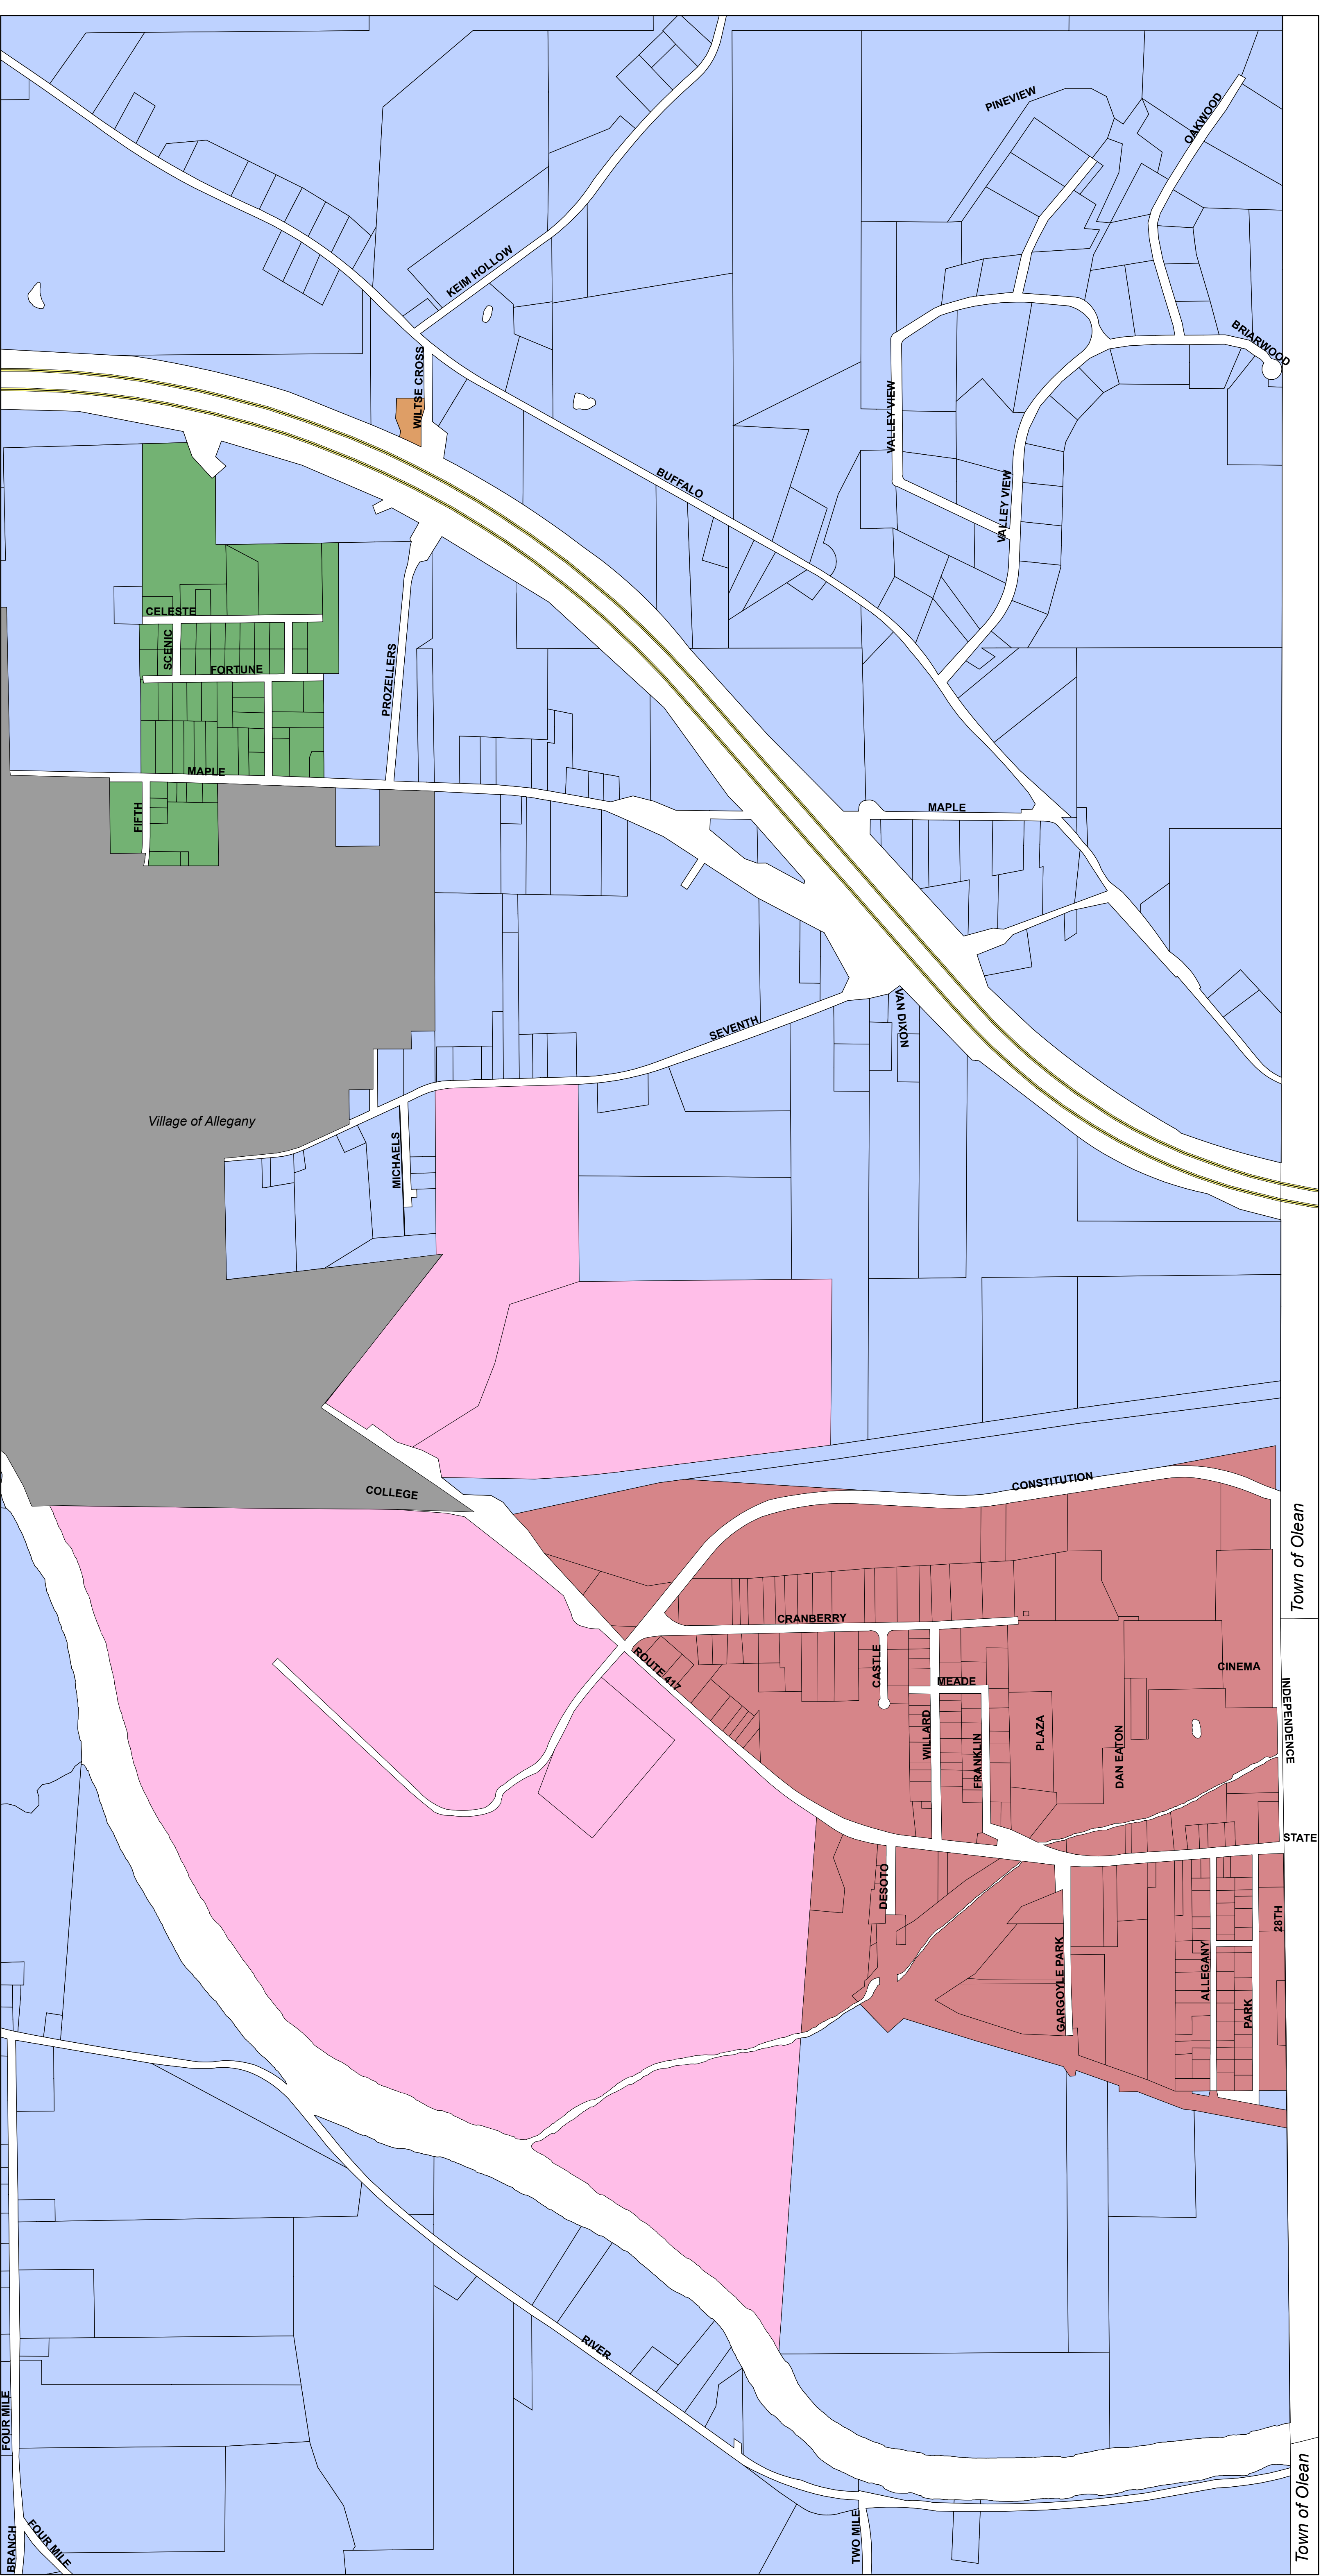 PINEVIEW
OAKWOOD
KEIM HOLLOW
BRIARWOOD
WILTSE CROSS
VALLEY VIEW
BUFFALO
VALLEY VIEW
CELESTE
SCENIC
FORTUNE
PROZELLERS
MAPLE
FIFTH
MAPLE
VAN DIXON
SEVENTH
Village of Allegany
MICHAELS
COLLEGE
CONSTITUTION
Town of Olean
CRANBERRY
ROUTE 417
CASTLE
CINEMA
MEADE
INDEPENDENCE
WILLARD
FRANKLIN
PLAZA
DAN EATON
STATE
DESOTO
28TH
GARGOYLE PARK
ALLEGANY
PARK
RIVER
FOUR MILE
Town of Olean
TWO MILE
BRANCH
FOUR MILE